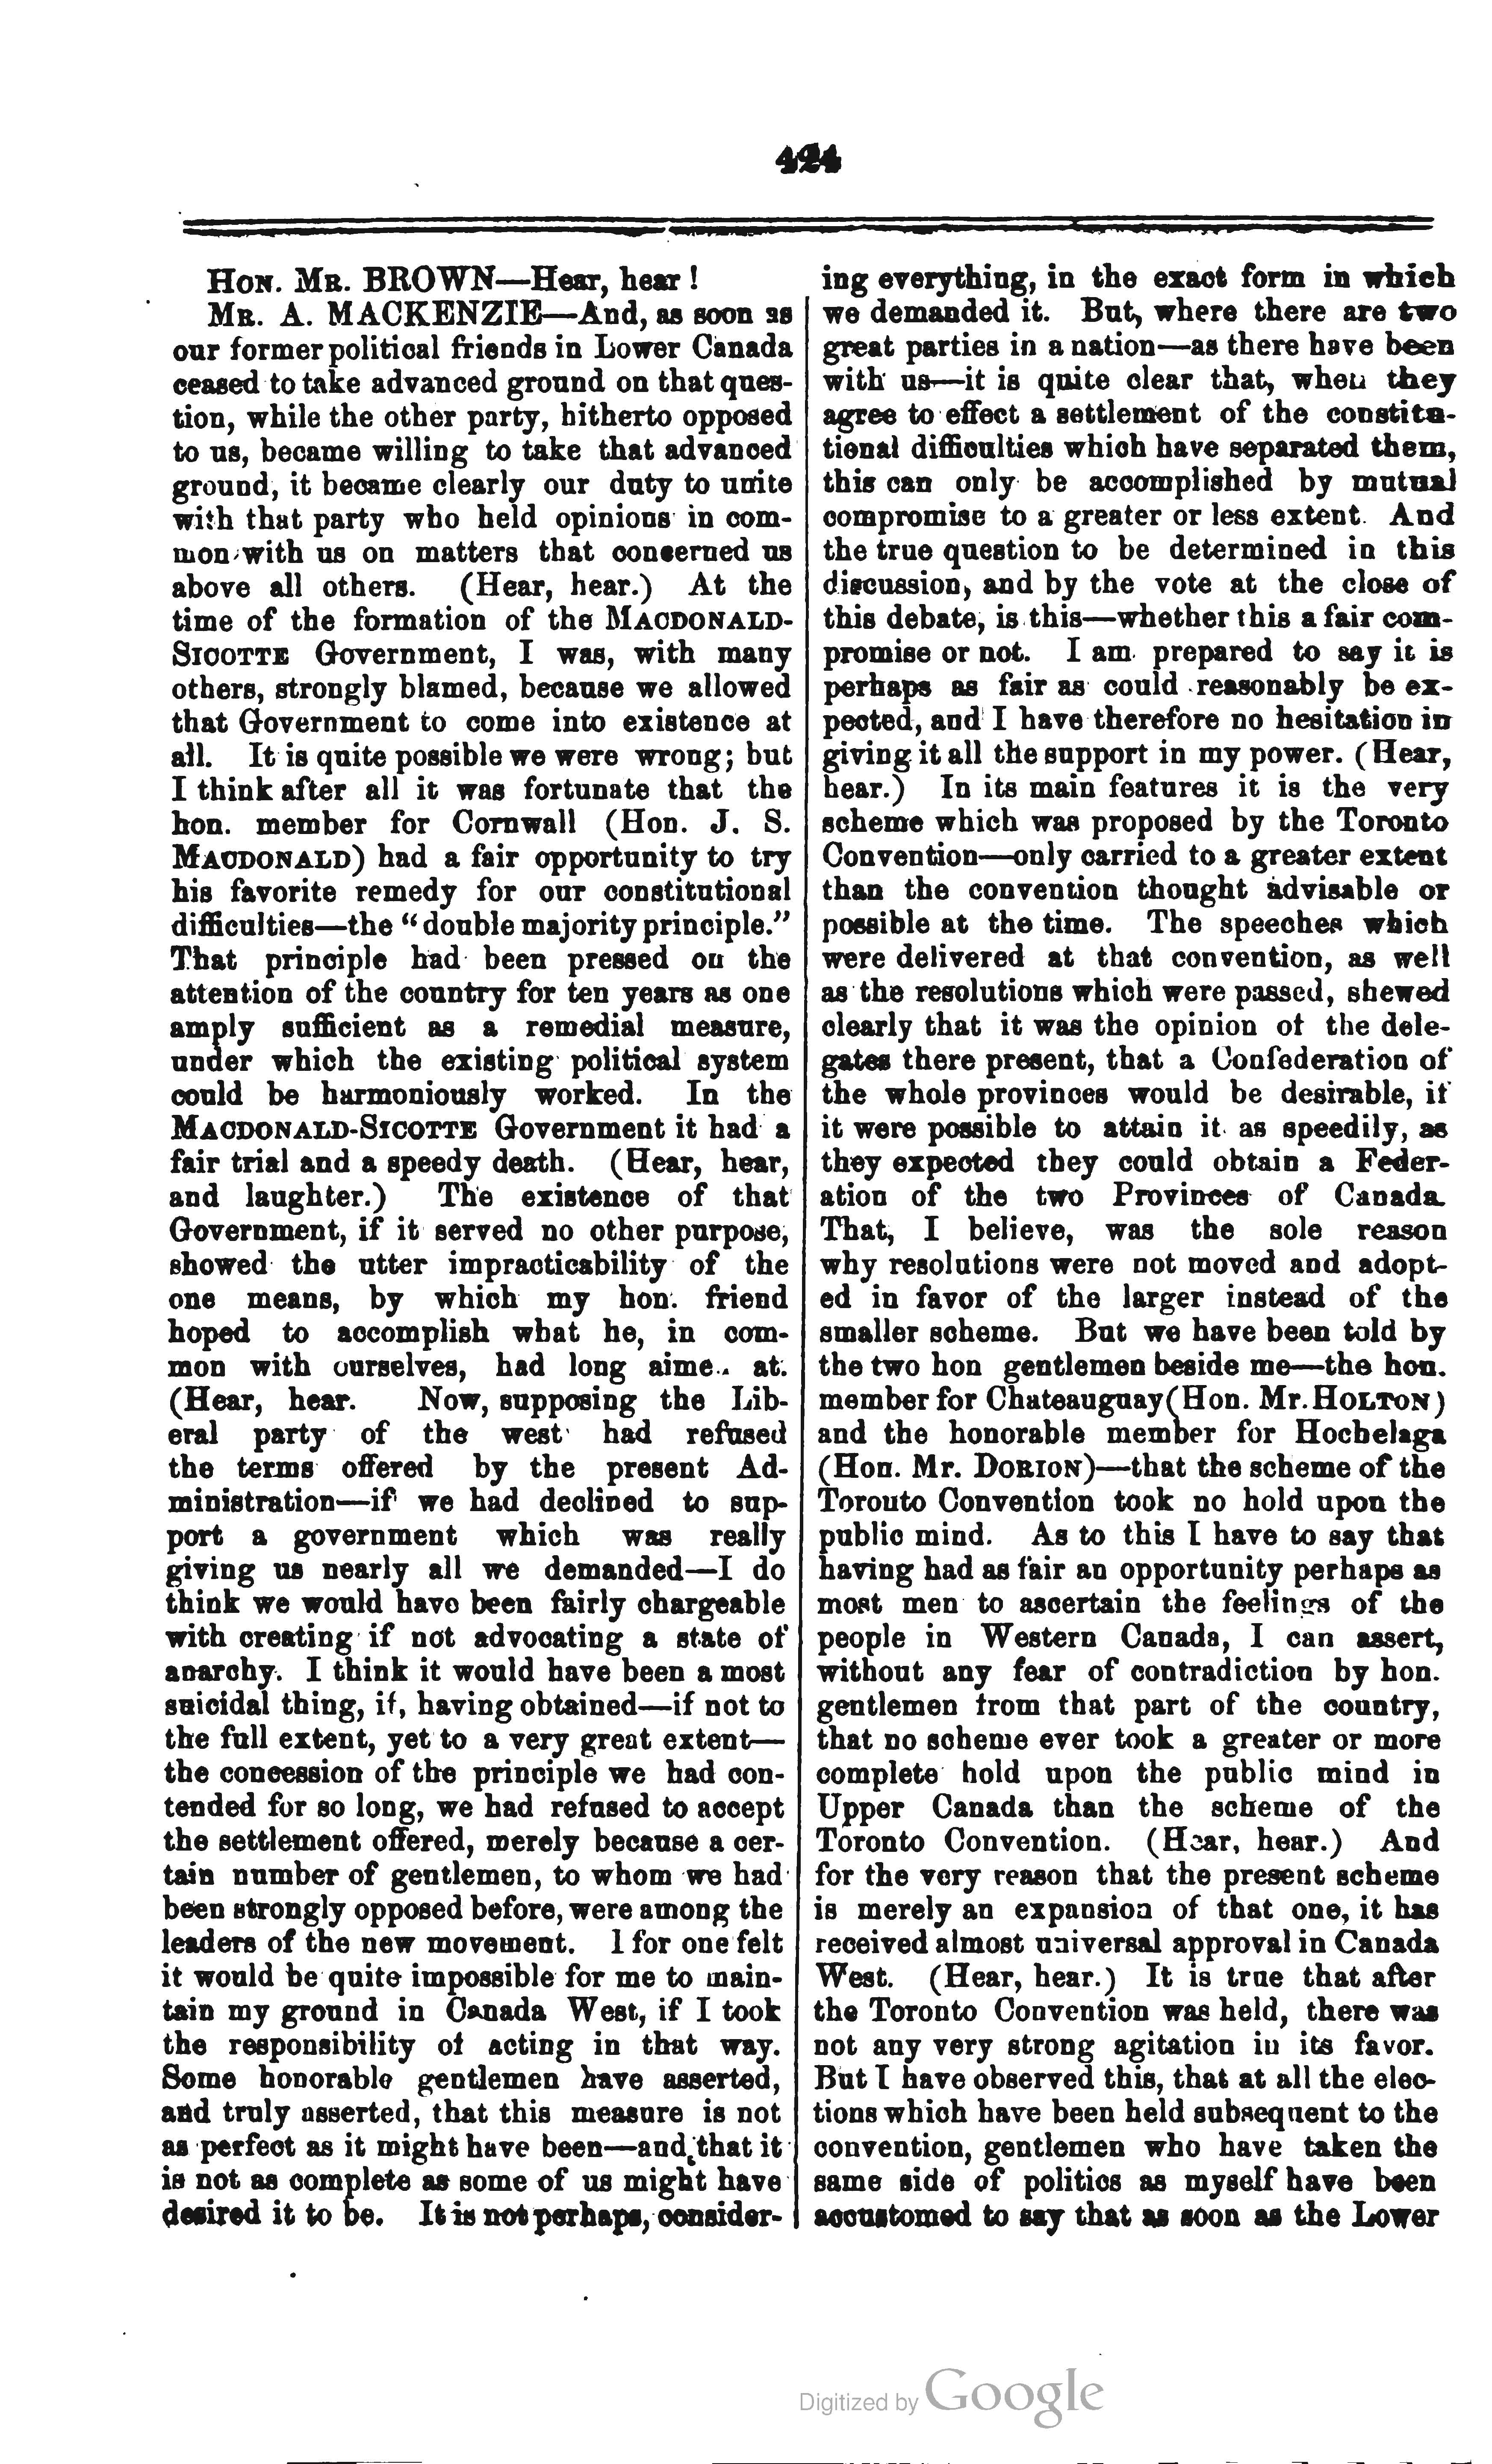 424
HON. MR. BROWN—Hear, hear!
MR. A. MACKENZIE—And, as soon as
our former political friends in Lower Canada
ceased to take advanced ground on that ques-
tion, while the other party, hitherto opposed
to us, became willing to take that advanced
ground, it became clearly our duty to unite
with that party who held opinions in com-
mon with us on matters that concerned us
above all others. (Hear, hear.) At the
time of the formation of the MACDONALD-
SICOTTE Government, I was, with many
others, strongly blamed, because we allowed
that Government to come into existence at
all. It is quite possible we were wrong; but
I think after all it was fortunate that the
hon. member for Cornwall (Hon. J. S.
MACDONALD) had a fair opportunity to try
his favorite remedy for our constitutional
difficulties—the "double majority principle."
That principle had been pressed on the
attention of the country for ten years as one
amply sufficient as a remedial measure,
under which the existing political system
could be harmoniously worked. In the
MACDONALD-SICOTTE Government it had a
fair trial and a speedy death. (Hear, hear,
and laughter.) The existence of that
Government, if it served no other purpose,
showed the utter impracticability of the
one means, by which my hon. friend
hoped to accomplish what he, in com-
mon with ourselves, had long aime. at.
(Hear, hear. Now, supposing the Lib-
eral party of the west had refused
the terms offered by the present Ad-
ministration—if we had declined to sup-
port a government which was really
giving us nearly all we demanded—I do
think we would have been fairly chargeable
with creating if not advocating a state of
anarchy. I think it would have been a most
suicidal thing, if, having obtained—if not to
the full extent, yet to a very great extent—
the concession of the principle we had con-
tended for so long, we had refused to accept
the settlement offered, merely because a cer-
tain number of gentlemen, to whom we had
been strongly opposed before, were among the
leaders of the new movement. I for one felt
it would be quite impossible for me to main-
tain my ground in Canada West, if I took
the responsibility of acting in that way.
Some honorable gentlemen have asserted,
and truly asserted, that this measure is not
as perfect as it might have been—and that it
is not as complete as some of us might have
desired it to be. It is not perhaps, consider-
ing everything, in the exact form in which
we demanded it. But, where there are two
great parties in a nation—as there have been
with us—it is quite clear that, when they
agree to effect a settlement of the constitu-
tional difficulties which have separated them,
this can only be accomplished by mutual
compromise to a greater or less extent. And
the true question to be determined in this
discussion, and by the vote at the close of
this debate, is this—whether this a fair com-
promise or not. I am prepared to say it is
perhaps as fair as could reasonably be ex-
pected, and I have therefore no hesitation in
giving it all the support in my power. (Hear,
hear.) In its main features it is the very
scheme which was proposed by the Toronto
Convention—only carried to a greater extent
than the convention thought advisable or
possible at the time. The speeches which
were delivered at that convention, as well
as the resolutions which were passed, shewed
clearly that it was the opinion of the dele-
gates there present, that a Confederation of
the whole provinces would be desirable, if
it were possible to attain it as speedily, as
they expected they could obtain a Feder-
ation of the two Provinces of Canada.
That, I believe, was the sole reason
why resolutions were not moved and adopt-
ed in favor of the larger instead of the
smaller scheme. But we have been told by
the two hon gentlemen beside me—the hon.
member for Chateauguay (Hon. Mr. HOLTON)
and the honorable member for Hochelaga
(Hon. Mr. DORION)—that the scheme of the
Toronto Convention took no hold upon the
public mind. As to this I have to say that
having had as fair an opportunity perhaps as
most men to ascertain the feelings of the
people in Western Canada, I can assert,
without any fear of contradiction by hon.
gentlemen from that part of the country,
that no scheme ever took a greater or more
complete hold upon the public mind in
Upper Canada than the scheme of the
Toronto Convention. (Hear, hear.) And
for the very reason that the present scheme
is merely an expansion of that one, it has
received almost universal approval in Canada
West. (Hear, hear.) It is true that after
the Toronto Convention was held, there was
not any very strong agitation in its favor.
But I have observed this, that at all the elec-
tions which have been held subsequent to the
convention, gentlemen who have taken the
same side of politics as myself have been
accustomed to say that as soon as the Lower
Digitized by Google